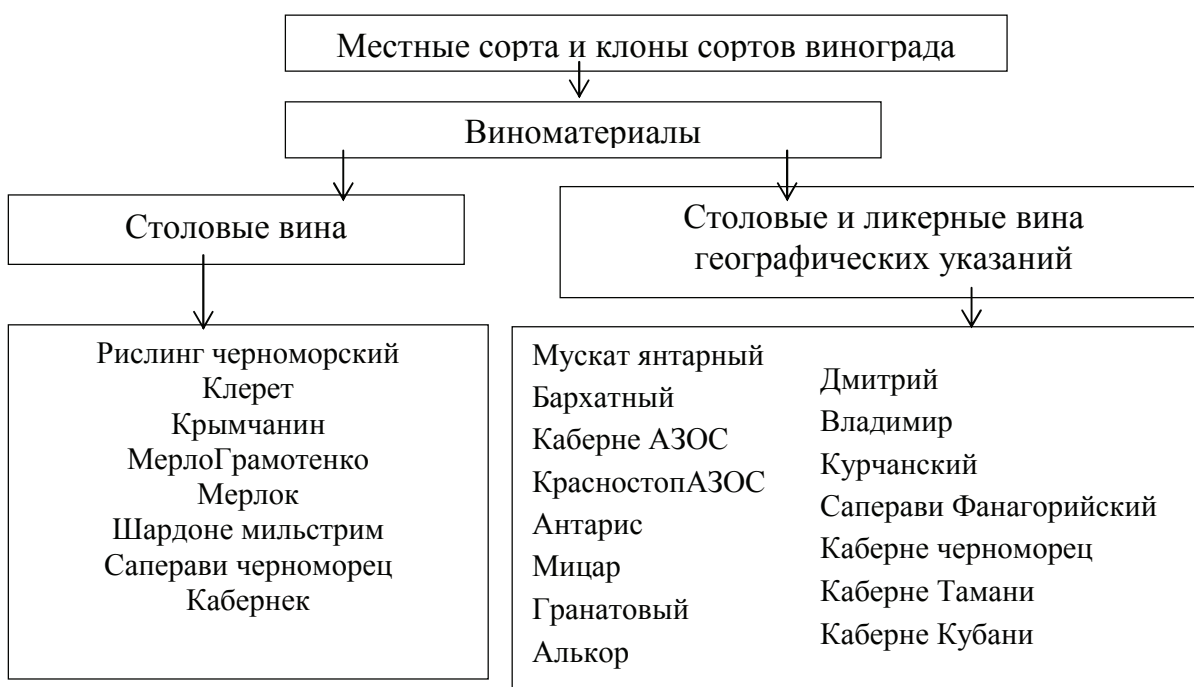 Местные сорта и клоны сортов винограда
Виноматериалы
Столовые вина
Столовые и ликерные вина
географических указаний
Рислинг черноморский
Клерет
Крымчанин
МерлоГрамотенко
Мерлок
Шардоне мильстрим
Саперави черноморец
Кабернек
Мускат янтарный
Бархатный
Каберне АЗОС
КрасностопАЗОС
Антарис
Мицар
Гранатовый
Алькор
Дмитрий
Владимир
Курчанский
Саперави Фанагорийский
Каберне черноморец
Каберне Тамани
Каберне Кубани